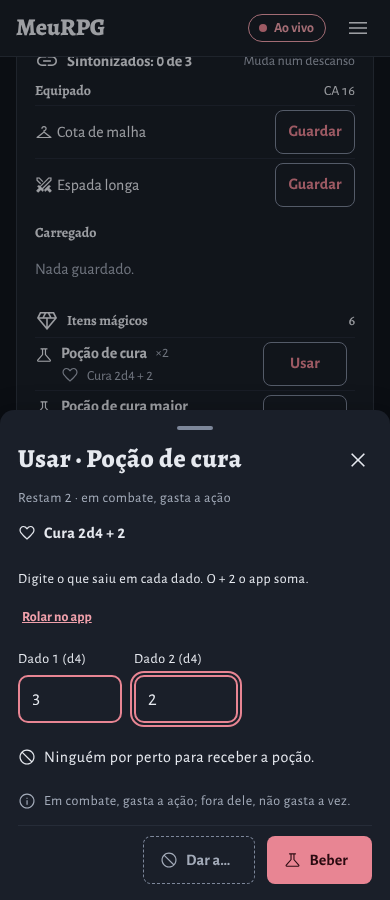 MeuRPG
Ao vivo
Sintonizados: 0 de 3
Muda num descanso
Equipado
CA 16
Cota de malha
Guardar
Espada longa
Guardar
Carregado
Nada guardado.
Itens mágicos
6
Poção de cura ×2
Cura 2d4 + 2
Usar
Poção de cura maior
Usar · Poção de cura
Restam 2 · em combate, gasta a ação
Cura 2d4 + 2
Digite o que saiu em cada dado. O + 2 o app soma.
Rolar no app
Dado 1 (d4)
Dado 2 (d4)
3
2
Ninguém por perto para receber a poção.
Em combate, gasta a ação; fora dele, não gasta a vez.
Dar a...
Beber